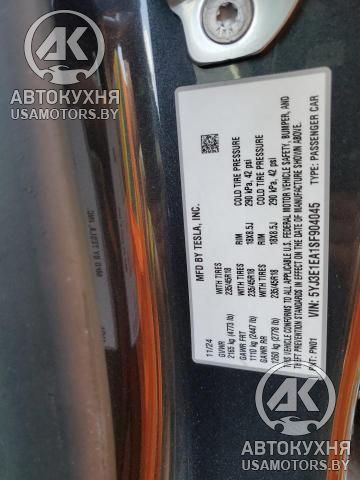 АК
АВТОКУХНЯ
USAMOTORS.BY
MFD BY TESLA, INC. 11/24
GVWR
2165 kg (4773 lb)
GAWR FRT WITH TIRES RIM COLD TIRE PRESSURE
1110 kg (2447 lb) 235/45R18 18X8.5J 290 kPa, 42 psi
GAWR RR WITH TIRES RIM COLD TIRE PRESSURE
1260 kg (2778 lb) 235/45R18 18X8.5J 290 kPa, 42 psi
THIS VEHICLE CONFORMS TO ALL APPLICABLE U.S. FEDERAL MOTOR VEHICLE SAFETY, BUMPER, AND
THEFT PREVENTION STANDARDS IN EFFECT ON THE DATE OF MANUFACTURE SHOWN ABOVE.
VIN: 5YJ3E1EA1SF904045 TYPE: PASSENGER CAR
PNT: PN01
АК
АВТОКУХНЯ
USAMOTORS.BY